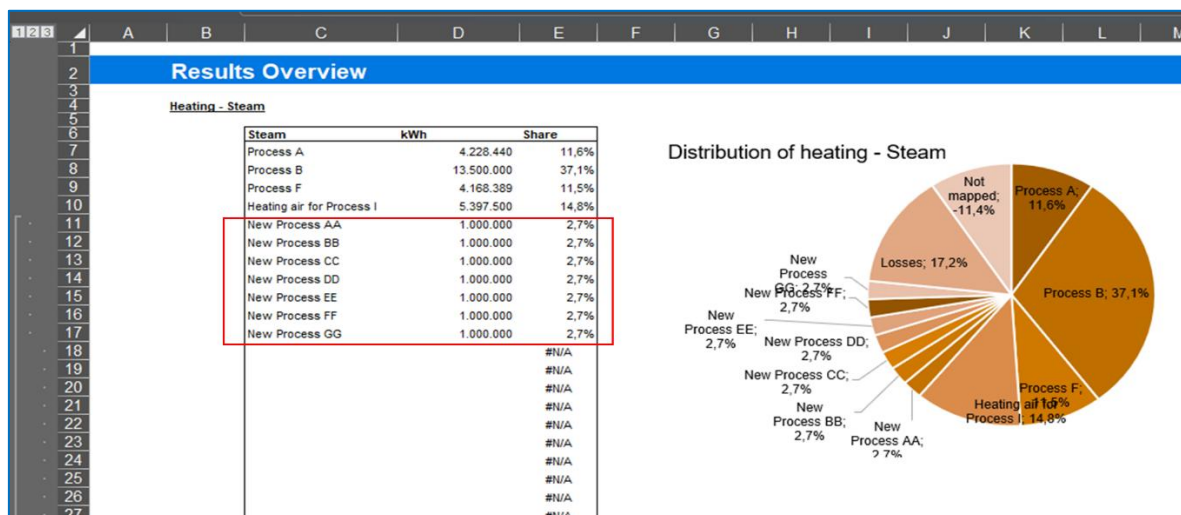 1 2 3
A B C D E F G H I J K L M
1
2 Results Overview
3
4 Heating - Steam
5
6 Steam kWh Share
7 Process A 4.228.440 11,6%
8 Process B 13.500.000 37,1%
9 Process F 4.168.389 11,5%
10 Heating air for Process I 5.397.500 14,8%
11 New Process AA 1.000.000 2,7%
12 New Process BB 1.000.000 2,7%
13 New Process CC 1.000.000 2,7%
14 New Process DD 1.000.000 2,7%
15 New Process EE 1.000.000 2,7%
16 New Process FF 1.000.000 2,7%
17 New Process GG 1.000.000 2,7%
18 #N/A
19 #N/A
20 #N/A
21 #N/A
22 #N/A
23 #N/A
24 #N/A
25 #N/A
26 #N/A
27 #N/A
Distribution of heating - Steam
Not
mapped;
-11,4%
Process A;
11,6%
Losses; 17,2%
Process B; 37,1%
New
Process
GG; 2,7%
New Process FF;
2,7%
New
Process EE;
2,7%
New Process DD;
2,7%
New Process CC;
2,7%
New
Process BB;
2,7%
New
Process AA;
2,7%
Process F;
11,5%
Heating air for
Process I; 14,8%